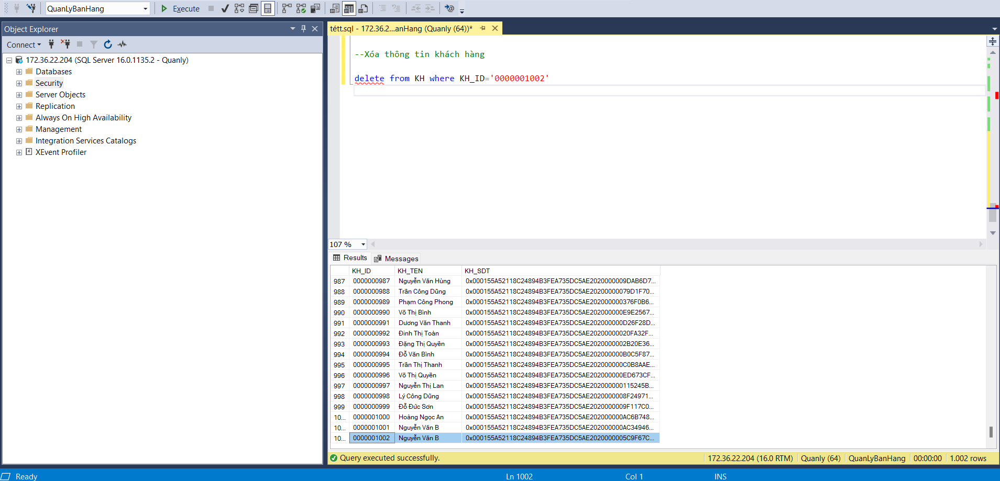 QuanLyBanHang Execute
Object Explorer
Connect
172.36.22.204 (SQL Server 16.0.1135.2 - Quanly)
Databases
Security
Server Objects
Replication
Always On High Availability
Management
Integration Services Catalogs
XEvent Profiler
tétt.sql - 172.36.2...anHang (Quanly (64))*
--Xóa thông tin khách hàng
delete from KH where KH_ID='0000001002'
107 %
Results Messages
KH_ID KH_TEN KH_SDT
987 0000000987 Nguyễn Văn Hùng 0x000155A52118C24894B3FEA735DC5AE2020000009DAB6D7...
988 0000000988 Trần Công Dũng 0x000155A52118C24894B3FEA735DC5AE20200000079D1F70...
989 0000000989 Phạm Công Phong 0x000155A52118C24894B3FEA735DC5AE202000000376F0B6...
990 0000000990 Võ Thị Bình 0x000155A52118C24894B3FEA735DC5AE202000000E9E2567...
991 0000000991 Dương Văn Thanh 0x000155A52118C24894B3FEA735DC5AE202000000D26F28D...
992 0000000992 Đinh Thị Toàn 0x000155A52118C24894B3FEA735DC5AE20200000020FA32F...
993 0000000993 Đặng Thị Quyền 0x000155A52118C24894B3FEA735DC5AE2020000002B20E36...
994 0000000994 Đỗ Văn Bình 0x000155A52118C24894B3FEA735DC5AE202000000B0C5F87...
995 0000000995 Trần Thị Thanh 0x000155A52118C24894B3FEA735DC5AE202000000C0B8AAE...
996 0000000996 Võ Thị Quyền 0x000155A52118C24894B3FEA735DC5AE202000000ED673CF...
997 0000000997 Nguyễn Thị Lan 0x000155A52118C24894B3FEA735DC5AE202000000115245B...
998 0000000998 Lý Công Dũng 0x000155A52118C24894B3FEA735DC5AE2020000008F24971...
999 0000000999 Đỗ Đức Sơn 0x000155A52118C24894B3FEA735DC5AE2020000009F117C0...
10... 0000001000 Hoàng Ngọc An 0x000155A52118C24894B3FEA735DC5AE202000000AC6B748...
10... 0000001001 Nguyễn Văn B 0x000155A52118C24894B3FEA735DC5AE202000000AC34946...
10... 0000001002 Nguyễn Văn B 0x000155A52118C24894B3FEA735DC5AE2020000005C9F67C...
Query executed successfully. 172.36.22.204 (16.0 RTM) Quanly (64) QuanLyBanHang 00:00:00 1.002 rows
Ready Ln 1002 Col 1 INS